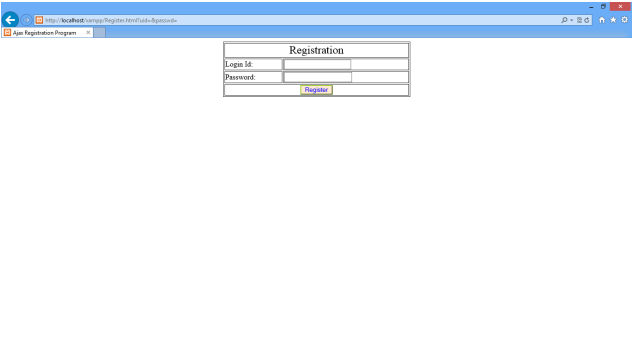 http://localhost/xampp/Register.html?uid=&passwd=
Ajax Registration Program
Registration
Login Id:
Password:
Register